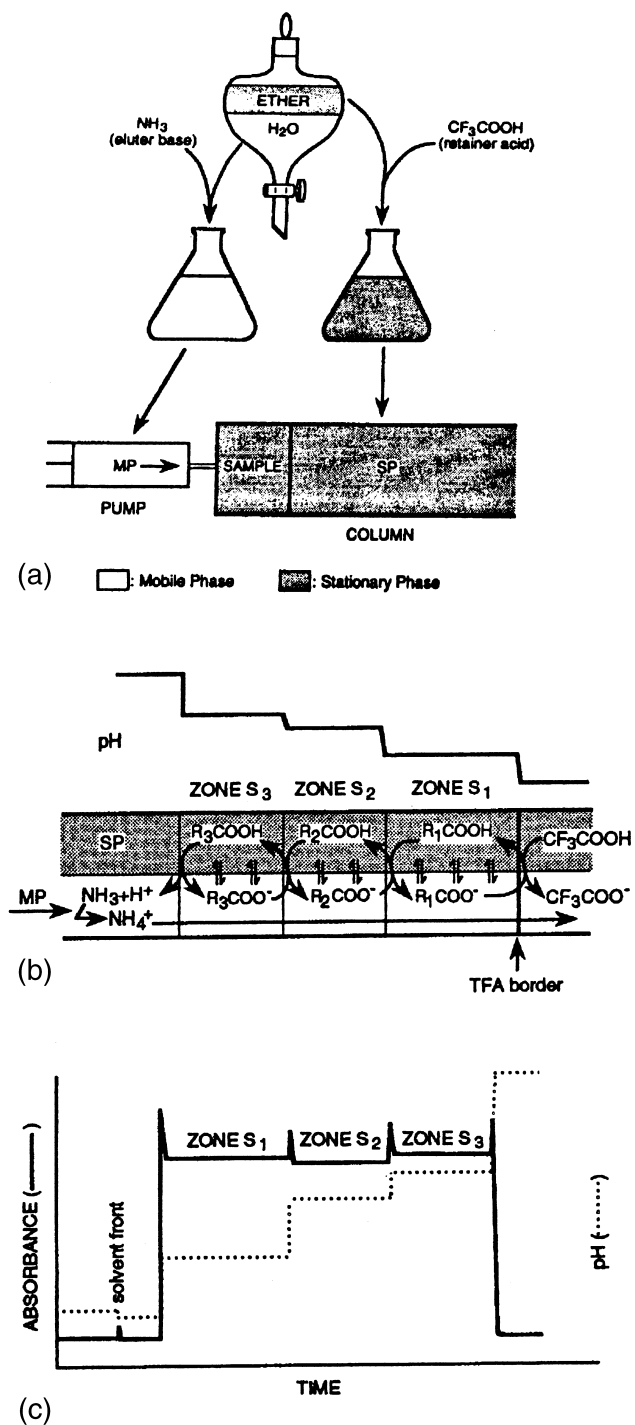 ETHER
H₂O
NH₃
(eluter base)
CF₃COOH
(retainer acid)
MP
PUMP
SAMPLE
SP
COLUMN
(a)
: Mobile Phase
: Stationary Phase
pH
ZONE S₃
ZONE S₂
ZONE S₁
SP
R₃COOH
R₂COOH
R₁COOH
CF₃COOH
MP
NH₃+H⁺
R₃COO⁻
R₂COO⁻
R₁COO⁻
CF₃COO⁻
NH₄⁺
(b)
TFA border
ABSORBANCE (——)
solvent front
ZONE S₁
ZONE S₂
ZONE S₃
pH (......)
TIME
(c)